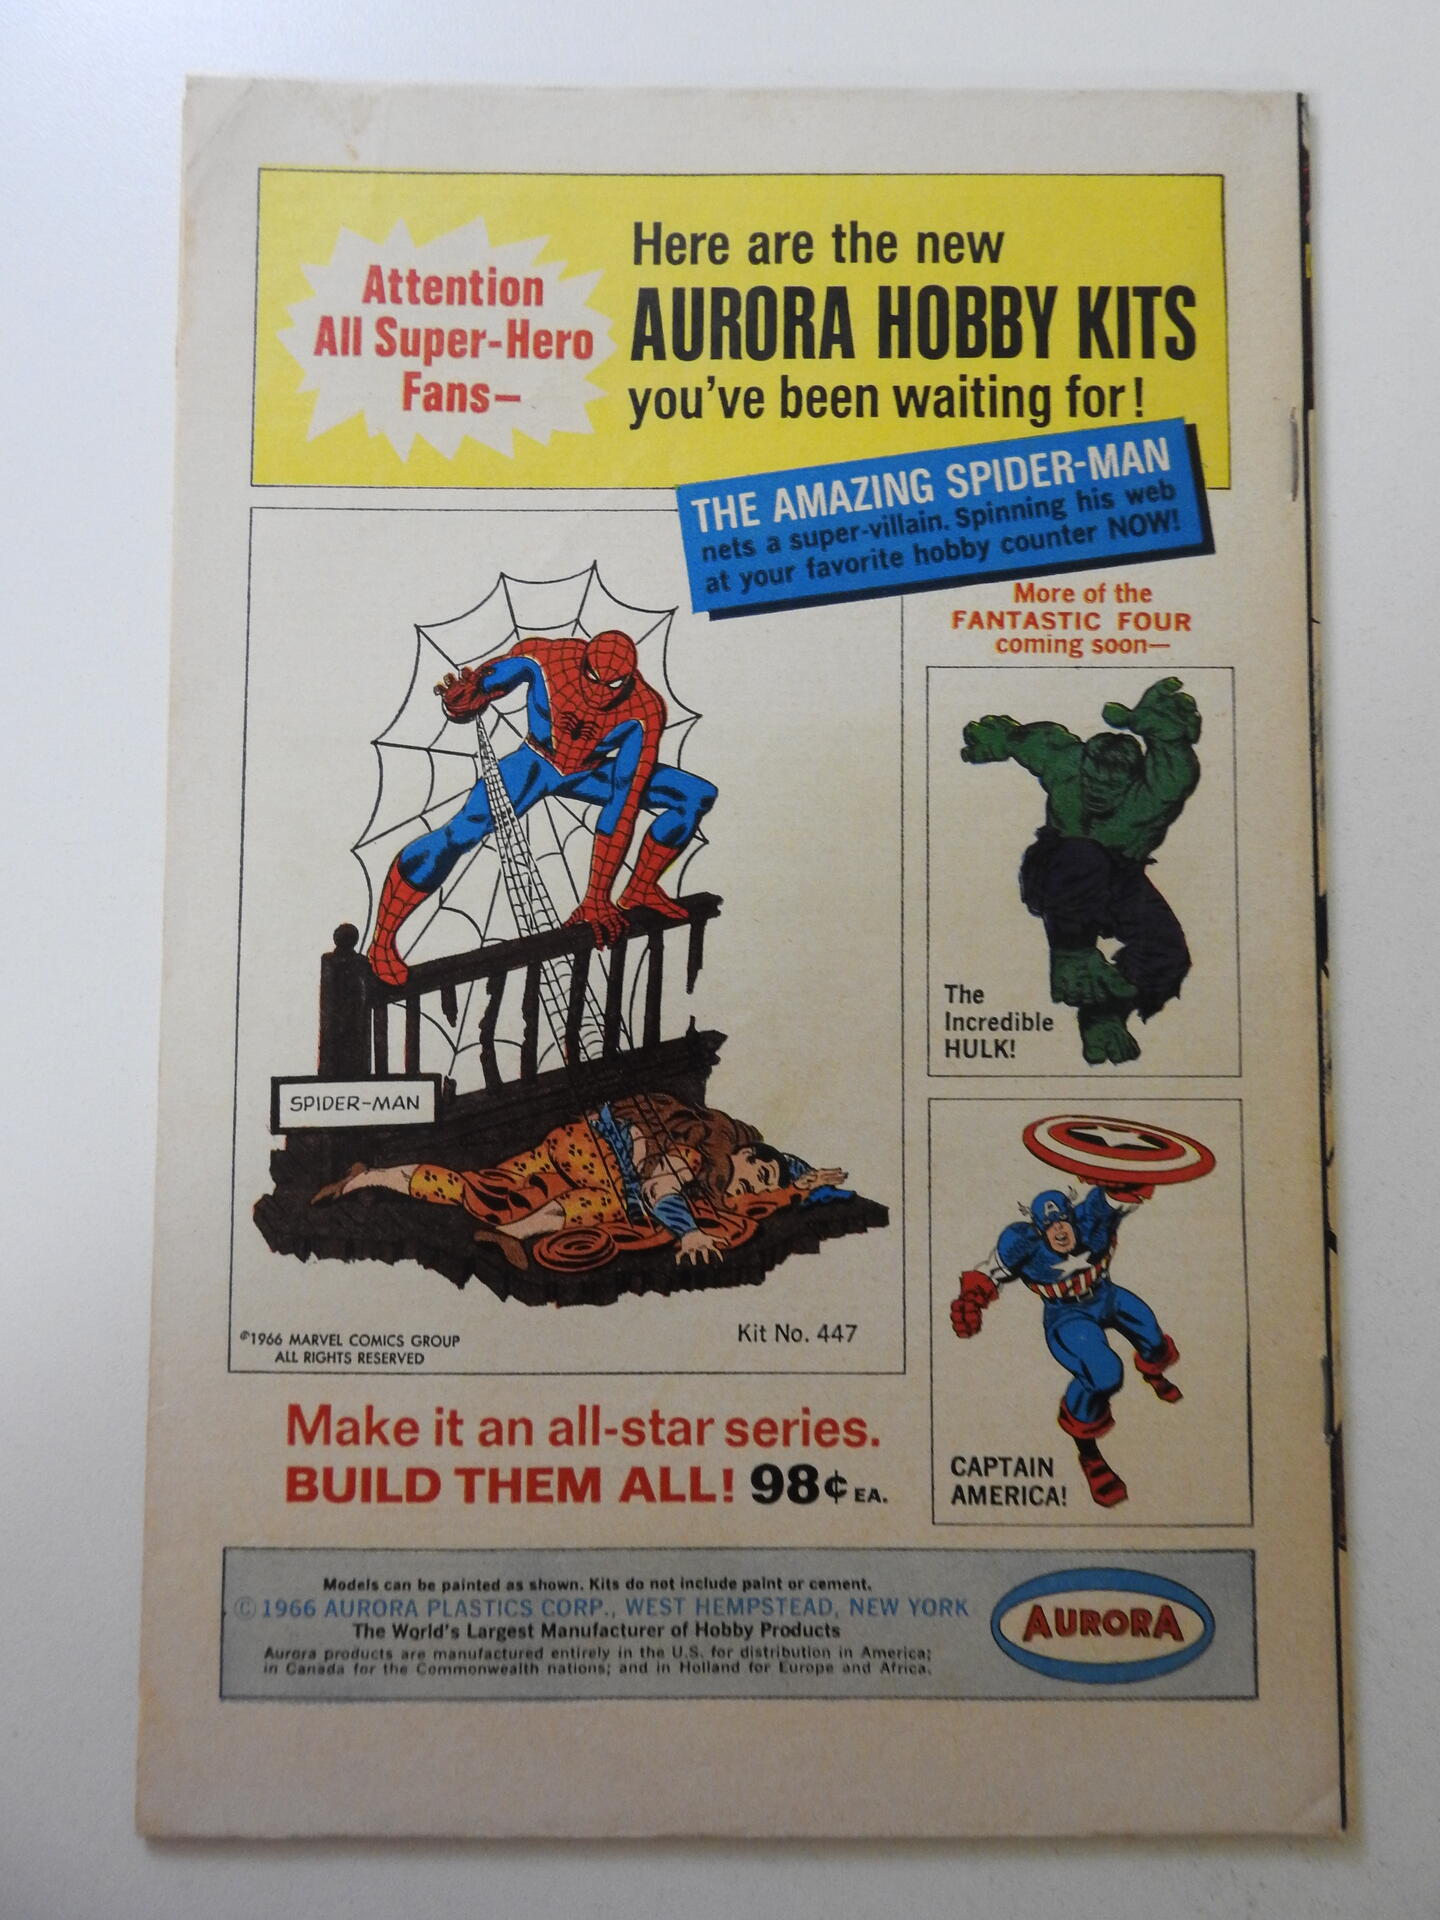 Attention
All Super-Hero
Fans—
Here are the new
AURORA HOBBY KITS
you've been waiting for!
THE AMAZING SPIDER-MAN
nets a super-villain. Spinning his web
at your favorite hobby counter NOW!
More of the
FANTASTIC FOUR
coming soon—
The
Incredible
HULK!
SPIDER-MAN
©1966 MARVEL COMICS GROUP
ALL RIGHTS RESERVED
Kit No. 447
CAPTAIN
AMERICA!
Make it an all-star series.
BUILD THEM ALL! 98¢ EA.
Models can be painted as shown. Kits do not include paint or cement.
© 1966 AURORA PLASTICS CORP., WEST HEMPSTEAD, NEW YORK
The World's Largest Manufacturer of Hobby Products
Aurora products are manufactured entirely in the U.S. for distribution in America;
in Canada for the Commonwealth nations; and in Holland for Europe and Africa.
AURORA